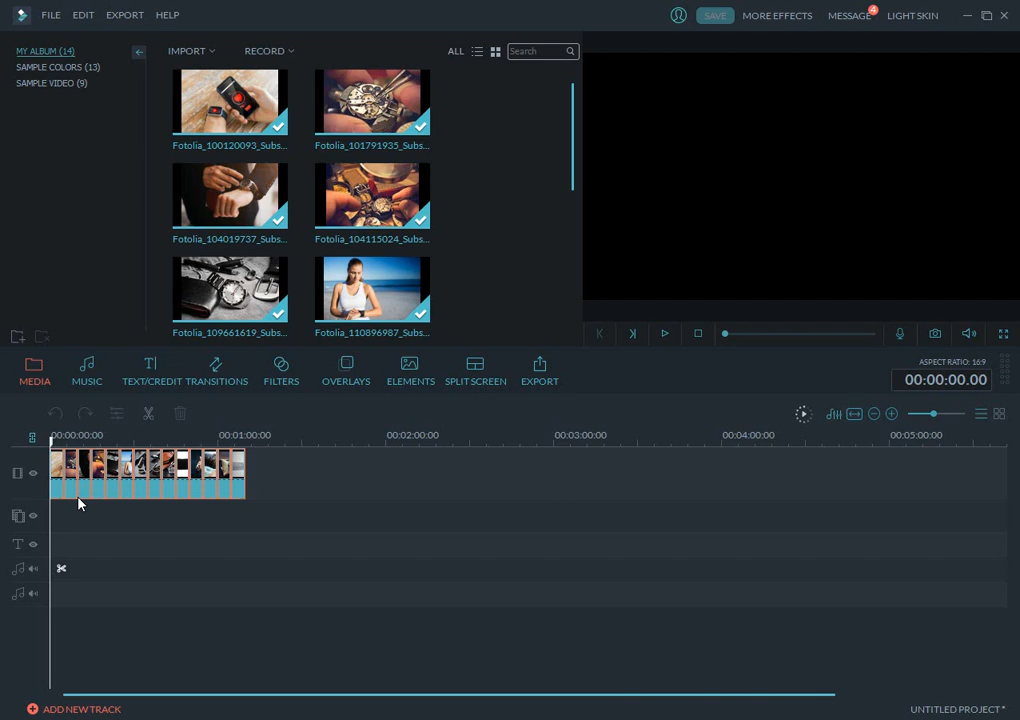 FILE EDIT EXPORT HELP SAVE MORE EFFECTS MESSAGE 4 LIGHT SKIN
MY ALBUM (14)
SAMPLE COLORS (13)
SAMPLE VIDEO (9)
IMPORT RECORD ALL Search
Fotolia_100120093_Subs... Fotolia_101791935_Subs...
Fotolia_104019737_Subs... Fotolia_104115024_Subs...
Fotolia_109661619_Subs... Fotolia_110896987_Subs...
MEDIA MUSIC TEXT/CREDIT TRANSITIONS FILTERS OVERLAYS ELEMENTS SPLIT SCREEN EXPORT
ASPECT RATIO: 16:9
00:00:00.00
00:00:00:00 00:01:00:00 00:02:00:00 00:03:00:00 00:04:00:00 00:05:00:00
ADD NEW TRACK
UNTITLED PROJECT*